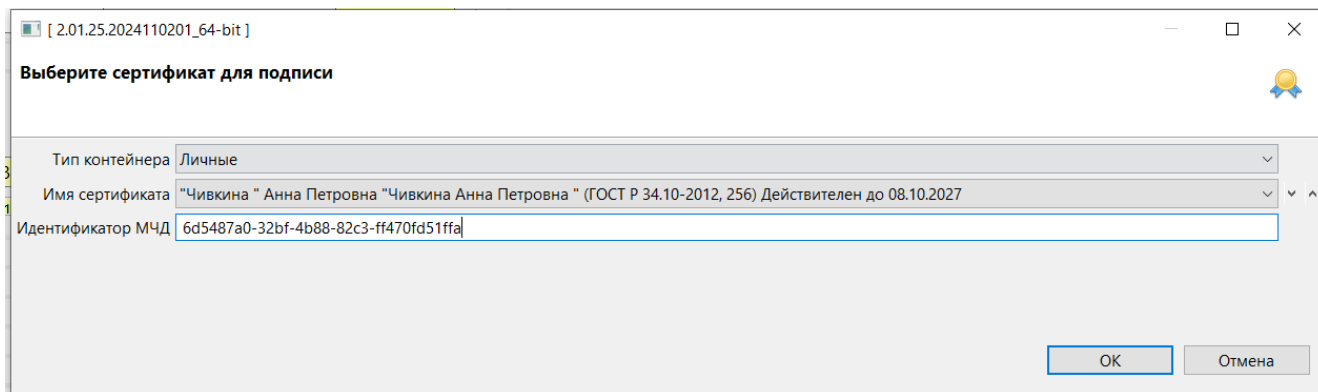 [ 2.01.25.2024110201_64-bit ]
Выберите сертификат для подписи
Тип контейнера Личные
Имя сертификата "Чивкина " Анна Петровна "Чивкина Анна Петровна " (ГОСТ Р 34.10-2012, 256) Действителен до 08.10.2027
Идентификатор МЧД 6d5487a0-32bf-4b88-82c3-ff470fd51ffa
ОК Отмена